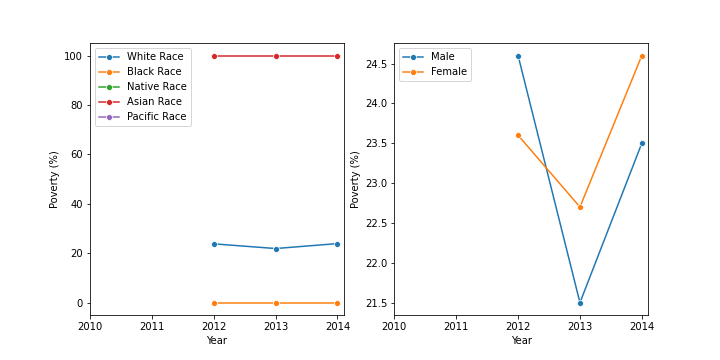 White Race
Black Race
Native Race
Asian Race
Pacific Race
100
80
60
40
20
0
Poverty (%)
2010 2011 2012 2013 2014
Year
Male
Female
24.5
24.0
23.5
23.0
22.5
22.0
21.5
Poverty (%)
2010 2011 2012 2013 2014
Year